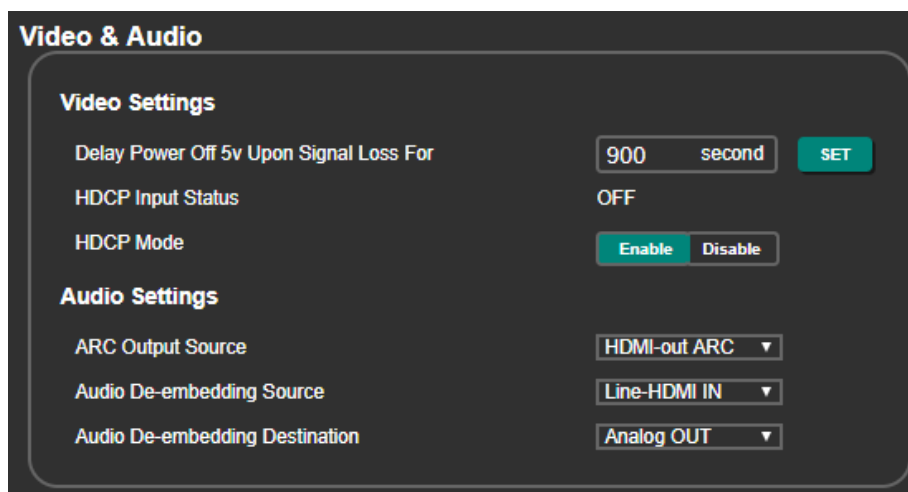 Video & Audio
Video Settings
Delay Power Off 5v Upon Signal Loss For 900 second SET
HDCP Input Status OFF
HDCP Mode Enable Disable
Audio Settings
ARC Output Source HDMI-out ARC
Audio De-embedding Source Line-HDMI IN
Audio De-embedding Destination Analog OUT